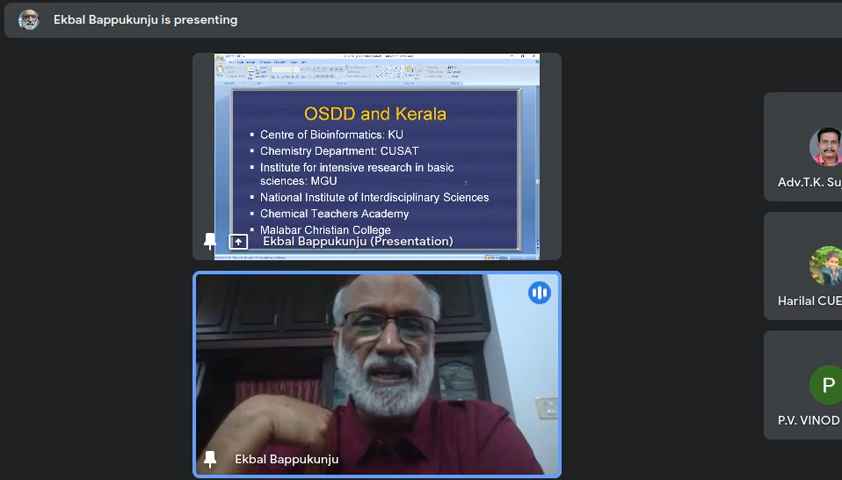 Ekbal Bappukunju is presenting
OSDD and Kerala
Centre of Bioinformatics: KU
Chemistry Department: CUSAT
Institute for intensive research in basic
sciences: MGU
National Institute of Interdisciplinary Sciences
Chemical Teachers Academy
Malabar Christian College
Ekbal Bappukunju (Presentation)
Ekbal Bappukunju
Adv.T.K. Su
Harilal CUE
P
P.V. VINOD